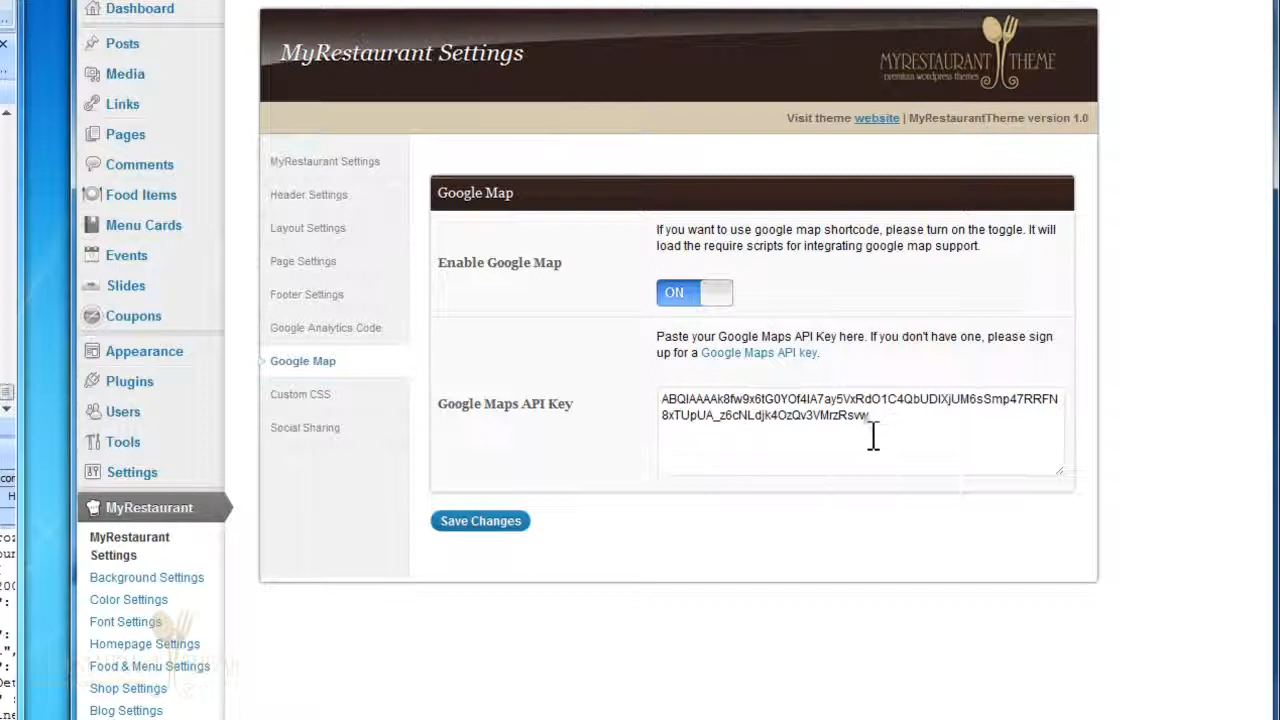 Dashboard
Posts
Media
Links
Pages
Comments
Food Items
Menu Cards
Events
Slides
Coupons
Appearance
Plugins
Users
Tools
Settings
MyRestaurant
MyRestaurant
Settings
Background Settings
Color Settings
Font Settings
Homepage Settings
Food & Menu Settings
Shop Settings
Blog Settings
MyRestaurant Settings
MYRESTAURANT THEME
premium wordpress themes
Visit theme website | MyRestaurantTheme version 1.0
MyRestaurant Settings
Header Settings
Layout Settings
Page Settings
Footer Settings
Google Analytics Code
Google Map
Custom CSS
Social Sharing
Google Map
Enable Google Map
If you want to use google map shortcode, please turn on the toggle. It will
load the require scripts for integrating google map support.
ON
Google Maps API Key
Paste your Google Maps API Key here. If you don't have one, please sign
up for a Google Maps API key.
Save Changes